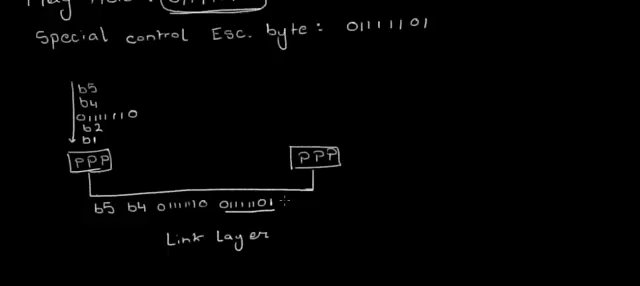 Special control Esc. byte : 01111101
b5
b4
01111110
b2
b1
PPP PPP
b5 b4 01111110 01111101
Link Layer